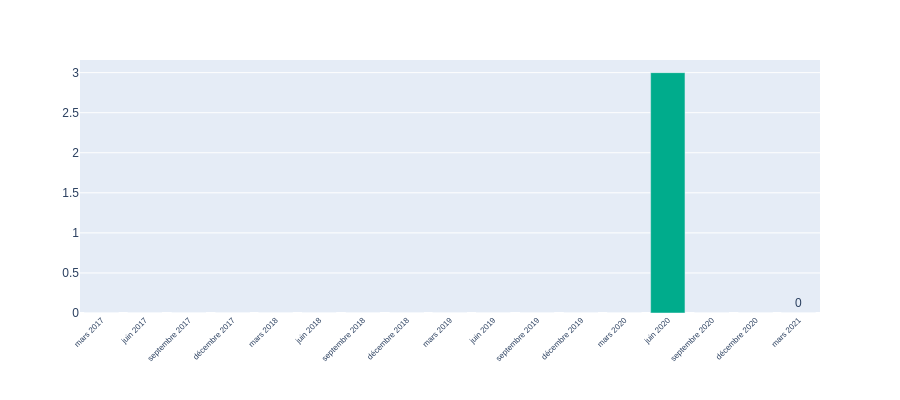 3
2.5
2
1.5
1
0.5
0
0
mars 2017
juin 2017
septembre 2017
décembre 2017
mars 2018
juin 2018
septembre 2018
décembre 2018
mars 2019
juin 2019
septembre 2019
décembre 2019
mars 2020
juin 2020
septembre 2020
décembre 2020
mars 2021